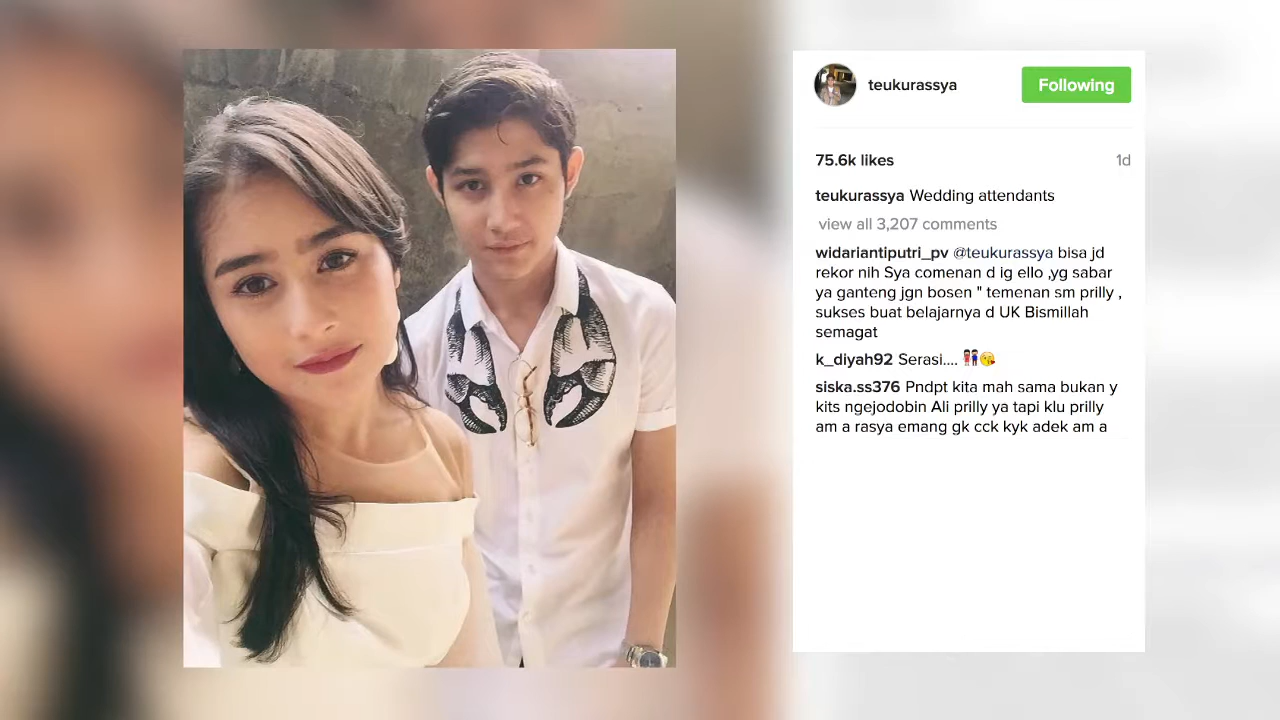 teukurassya
Following
75.6k likes
1d
teukurassya Wedding attendants
view all 3,207 comments
widariantiputri_pv @teukurassya bisa jd
rekor nih Sya comenan d ig ello ,yg sabar
ya ganteng jgn bosen " temenan sm prilly ,
sukses buat belajarnya d UK Bismillah
semagat
k_diyah92 Serasi.... 👫😘
siska.ss376 Pndpt kita mah sama bukan y
kits ngejodobin Ali prilly ya tapi klu prilly
am a rasya emang gk cck kyk adek am a